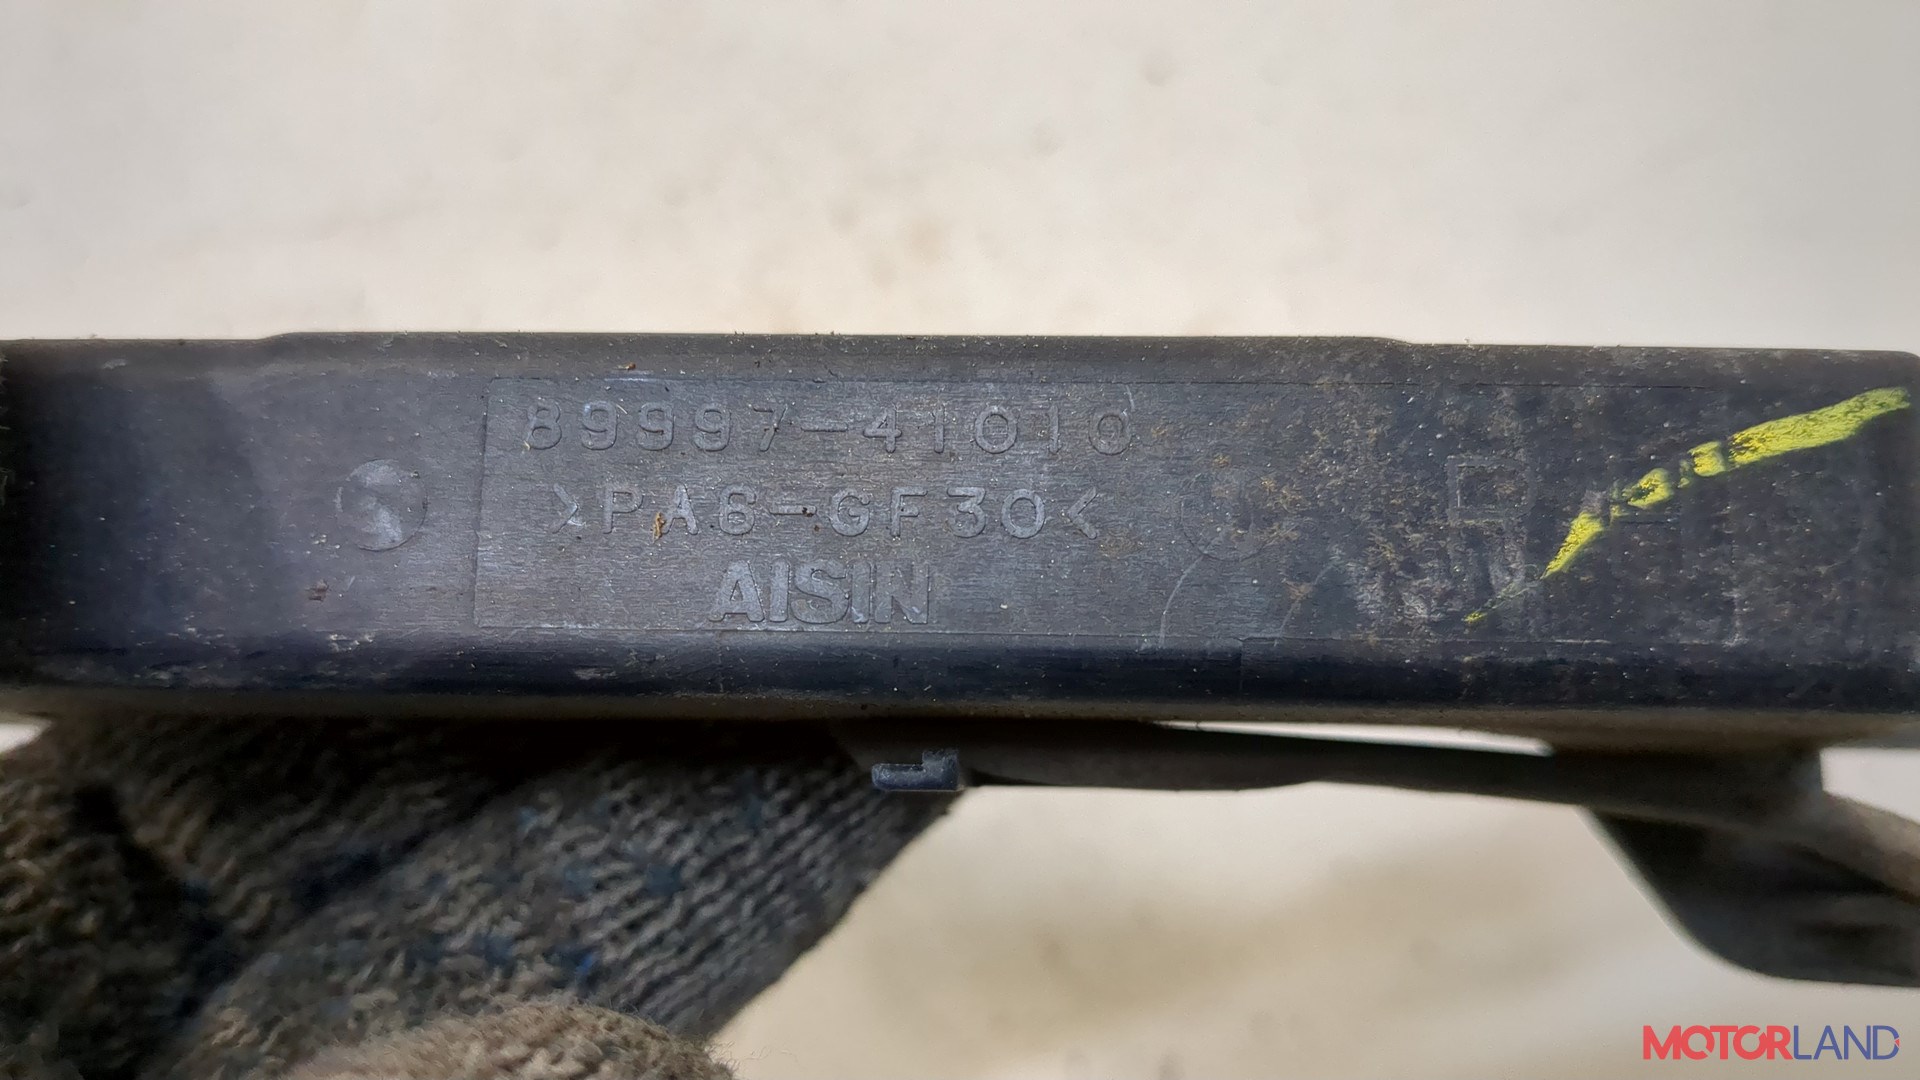 89997-41010
>PA6-GF30<
AISIN
R
MOTORLAND